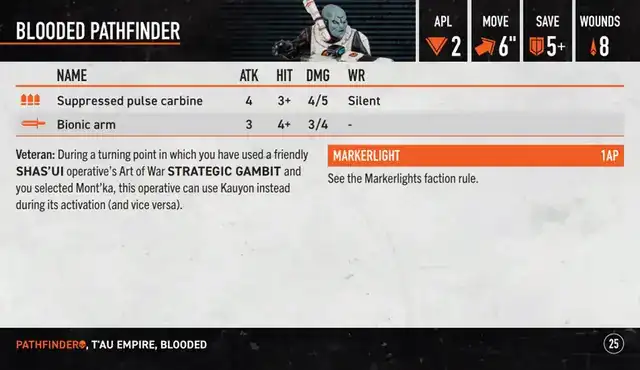 BLOODED PATHFINDER
APL MOVE SAVE WOUNDS
2 6" 5+ 8
NAME ATK HIT DMG WR
Suppressed pulse carbine 4 3+ 4/5 Silent
Bionic arm 3 4+ 3/4 -
Veteran: During a turning point in which you have used a friendly
SHAS'UI operative's Art of War STRATEGIC GAMBIT and
you selected Mont'ka, this operative can use Kauyon instead
during its activation (and vice versa).
MARKERLIGHT 1AP
See the Markerlights faction rule.
PATHFINDER, T'AU EMPIRE, BLOODED
25